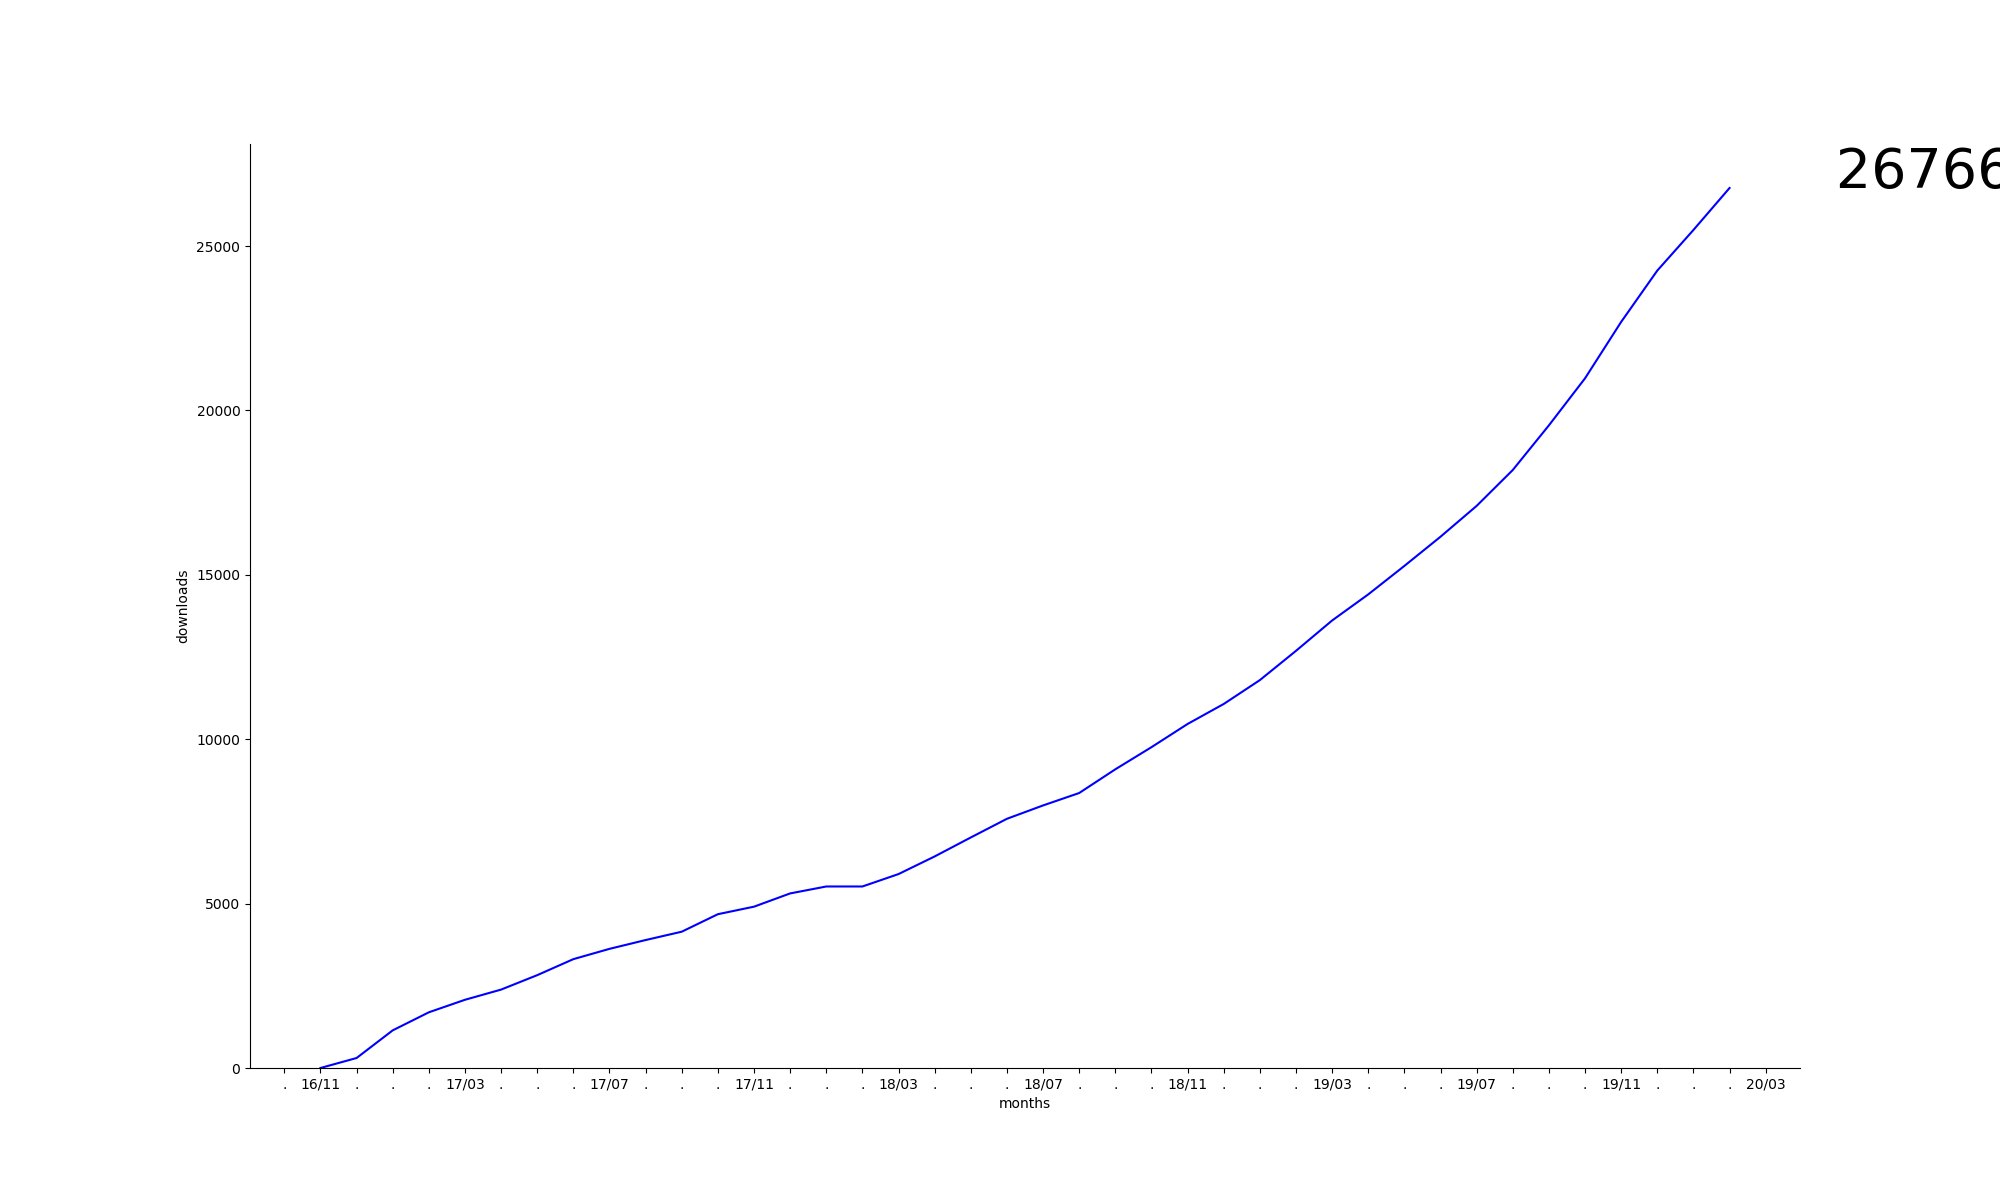 26766
25000
20000
15000
10000
5000
0
downloads
. 16/11 . . . 17/03 . . . 17/07 . . . 17/11 . . . 18/03 . . . 18/07 . . . 18/11 . . . 19/03 . . . 19/07 . . . 19/11 . . . 20/03
months